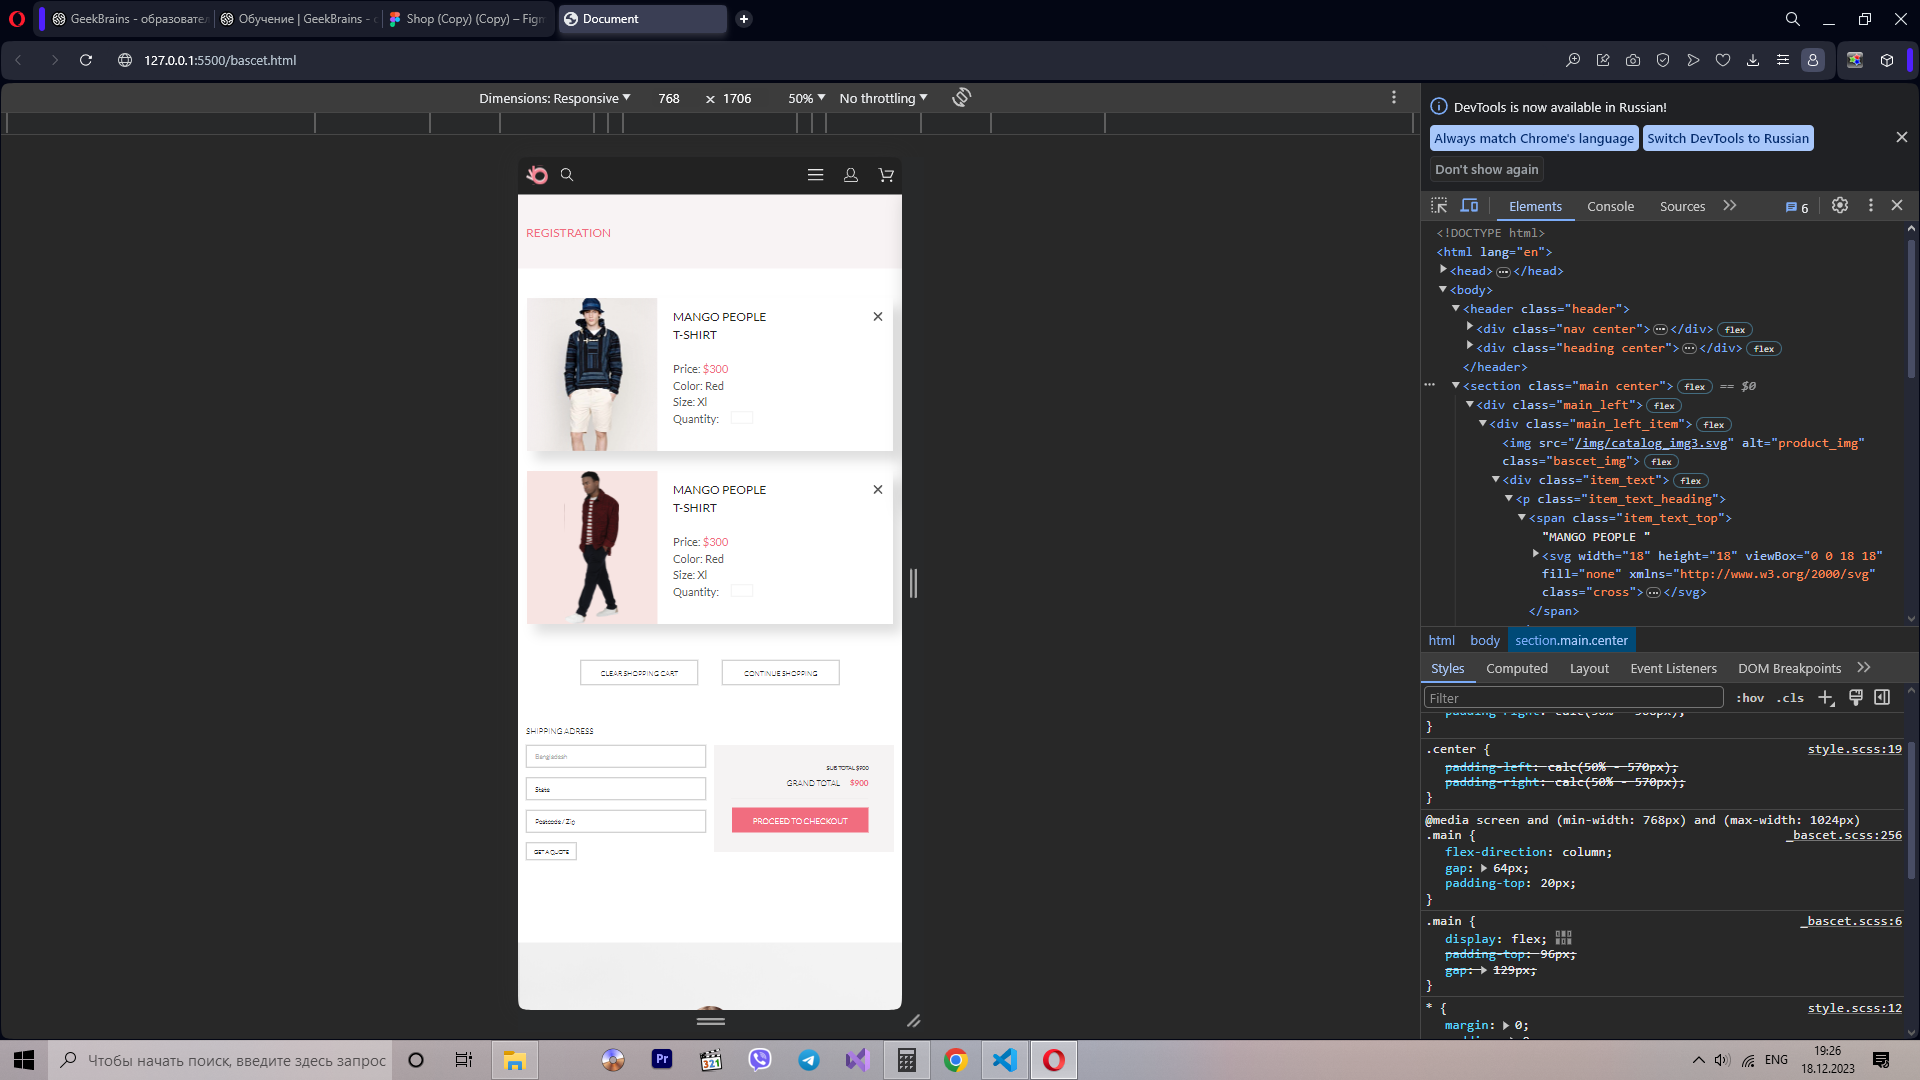 GeekBrains - образовател
Обучение | GeekBrains - с
Shop (Copy) (Copy) – Figm
Document
127.0.0.1:5500/bascet.html
Dimensions: Responsive
768
×
1706
50%
No throttling
REGISTRATION
MANGO PEOPLE
T-SHIRT
Price: $300
Color: Red
Size: Xl
Quantity:
MANGO PEOPLE
T-SHIRT
Price: $300
Color: Red
Size: Xl
Quantity:
CLEAR SHOPPING CART
CONTINUE SHOPPING
SHIPPING ADRESS
Bangladesh
State
Postcode / Zip
GET A QUOTE
SUB TOTAL $900
GRAND TOTAL $900
PROCEED TO CHECKOUT
DevTools is now available in Russian!
Always match Chrome's language
Switch DevTools to Russian
Don't show again
Elements
Console
Sources
6
<!DOCTYPE html>
<html lang="en">
<head> ⋯ </head>
<body>
<header class="header">
<div class="nav center"> ⋯ </div> flex
<div class="heading center"> ⋯ </div> flex
</header>
<section class="main center"> flex == $0
<div class="main_left"> flex
<div class="main_left_item"> flex
<img src="/img/catalog_img3.svg" alt="product_img"
class="bascet_img"> flex
<div class="item_text"> flex
<p class="item_text_heading">
<span class="item_text_top">
"MANGO PEOPLE "
<svg width="18" height="18" viewBox="0 0 18 18"
fill="none" xmlns="http://www.w3.org/2000/svg"
class="cross"> ⋯ </svg>
</span>
html
body
section.main.center
Styles
Computed
Layout
Event Listeners
DOM Breakpoints
Filter
:hov
.cls
}
.center {
style.scss:19
padding-left: calc(50% - 570px);
padding-right: calc(50% - 570px);
}
@media screen and (min-width: 768px) and (max-width: 1024px)
.main {
_bascet.scss:256
flex-direction: column;
gap: 64px;
padding-top: 20px;
}
.main {
_bascet.scss:6
display: flex;
padding-top: 96px;
gap: 129px;
}
* {
style.scss:12
margin: 0;
Чтобы начать поиск, введите здесь запрос
Pr
321
ENG
19:26
18.12.2023